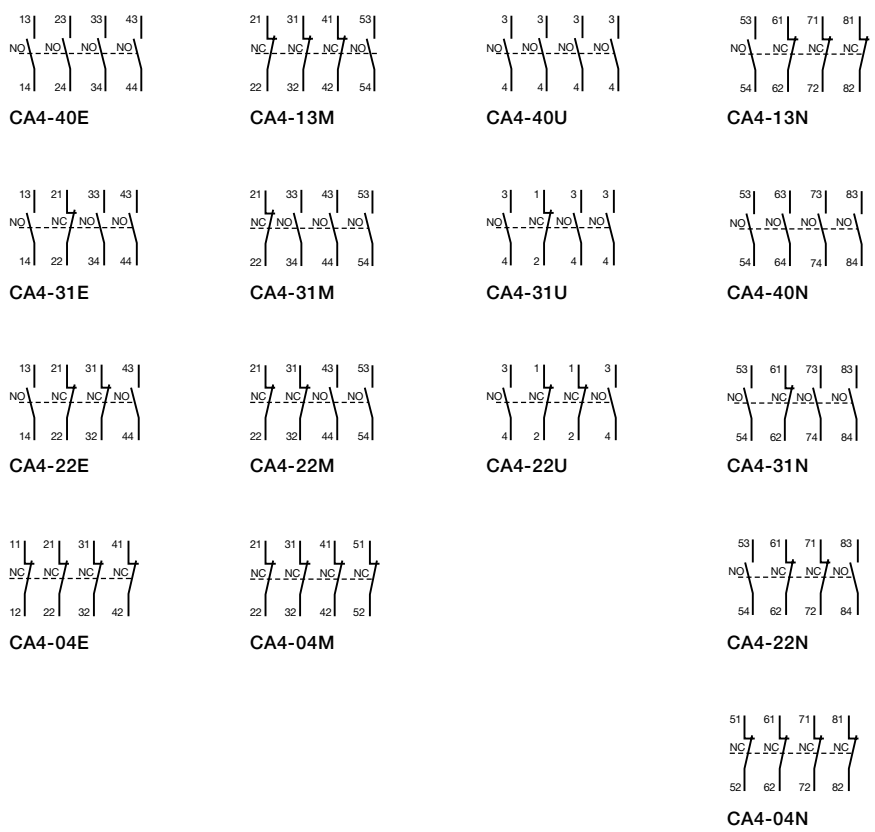 13 23 33 43
NO NO NO NO
14 24 34 44
CA4-40E
21 31 41 53
NC NC NC NO
22 32 42 54
CA4-13M
3 3 3 3
NO NO NO NO
4 4 4 4
CA4-40U
53 61 71 81
NO NC NC NC
54 62 72 82
CA4-13N
13 21 33 43
NO NC NO NO
14 22 34 44
CA4-31E
21 33 43 53
NC NO NO NO
22 34 44 54
CA4-31M
3 1 3 3
NO NC NO NO
4 2 4 4
CA4-31U
53 63 73 83
NO NO NO NO
54 64 74 84
CA4-40N
13 21 31 43
NO NC NC NO
14 22 32 44
CA4-22E
21 31 43 53
NC NC NO NO
22 32 44 54
CA4-22M
3 1 1 3
NO NC NC NO
4 2 2 4
CA4-22U
53 61 73 83
NO NC NO NO
54 62 74 84
CA4-31N
11 21 31 41
NC NC NC NC
12 22 32 42
CA4-04E
21 31 41 51
NC NC NC NC
22 32 42 52
CA4-04M
53 61 71 83
NO NC NC NO
54 62 72 84
CA4-22N
51 61 71 81
NC NC NC NC
52 62 72 82
CA4-04N